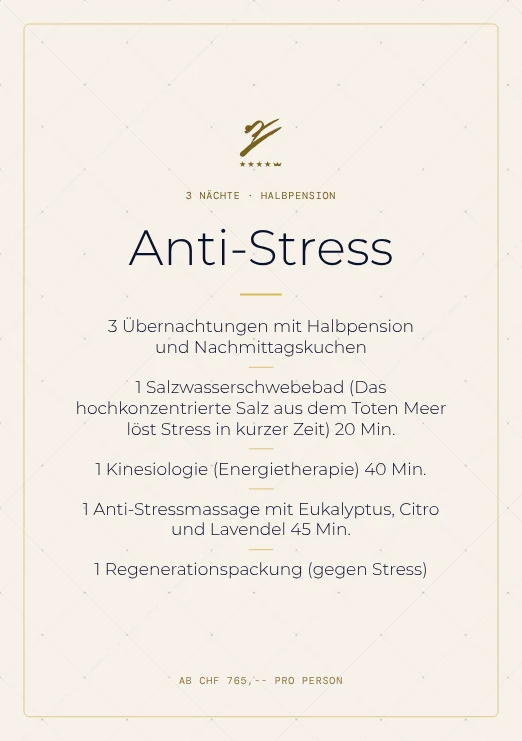 3 NÄCHTE · HALBPENSION
Anti-Stress
3 Übernachtungen mit Halbpension
und Nachmittagskuchen
1 Salzwasserschwebebad (Das
hochkonzentrierte Salz aus dem Toten Meer
löst Stress in kurzer Zeit) 20 Min.
1 Kinesiologie (Energietherapie) 40 Min.
1 Anti-Stressmassage mit Eukalyptus, Citro
und Lavendel 45 Min.
1 Regenerationspackung (gegen Stress)
AB CHF 765,-- PRO PERSON